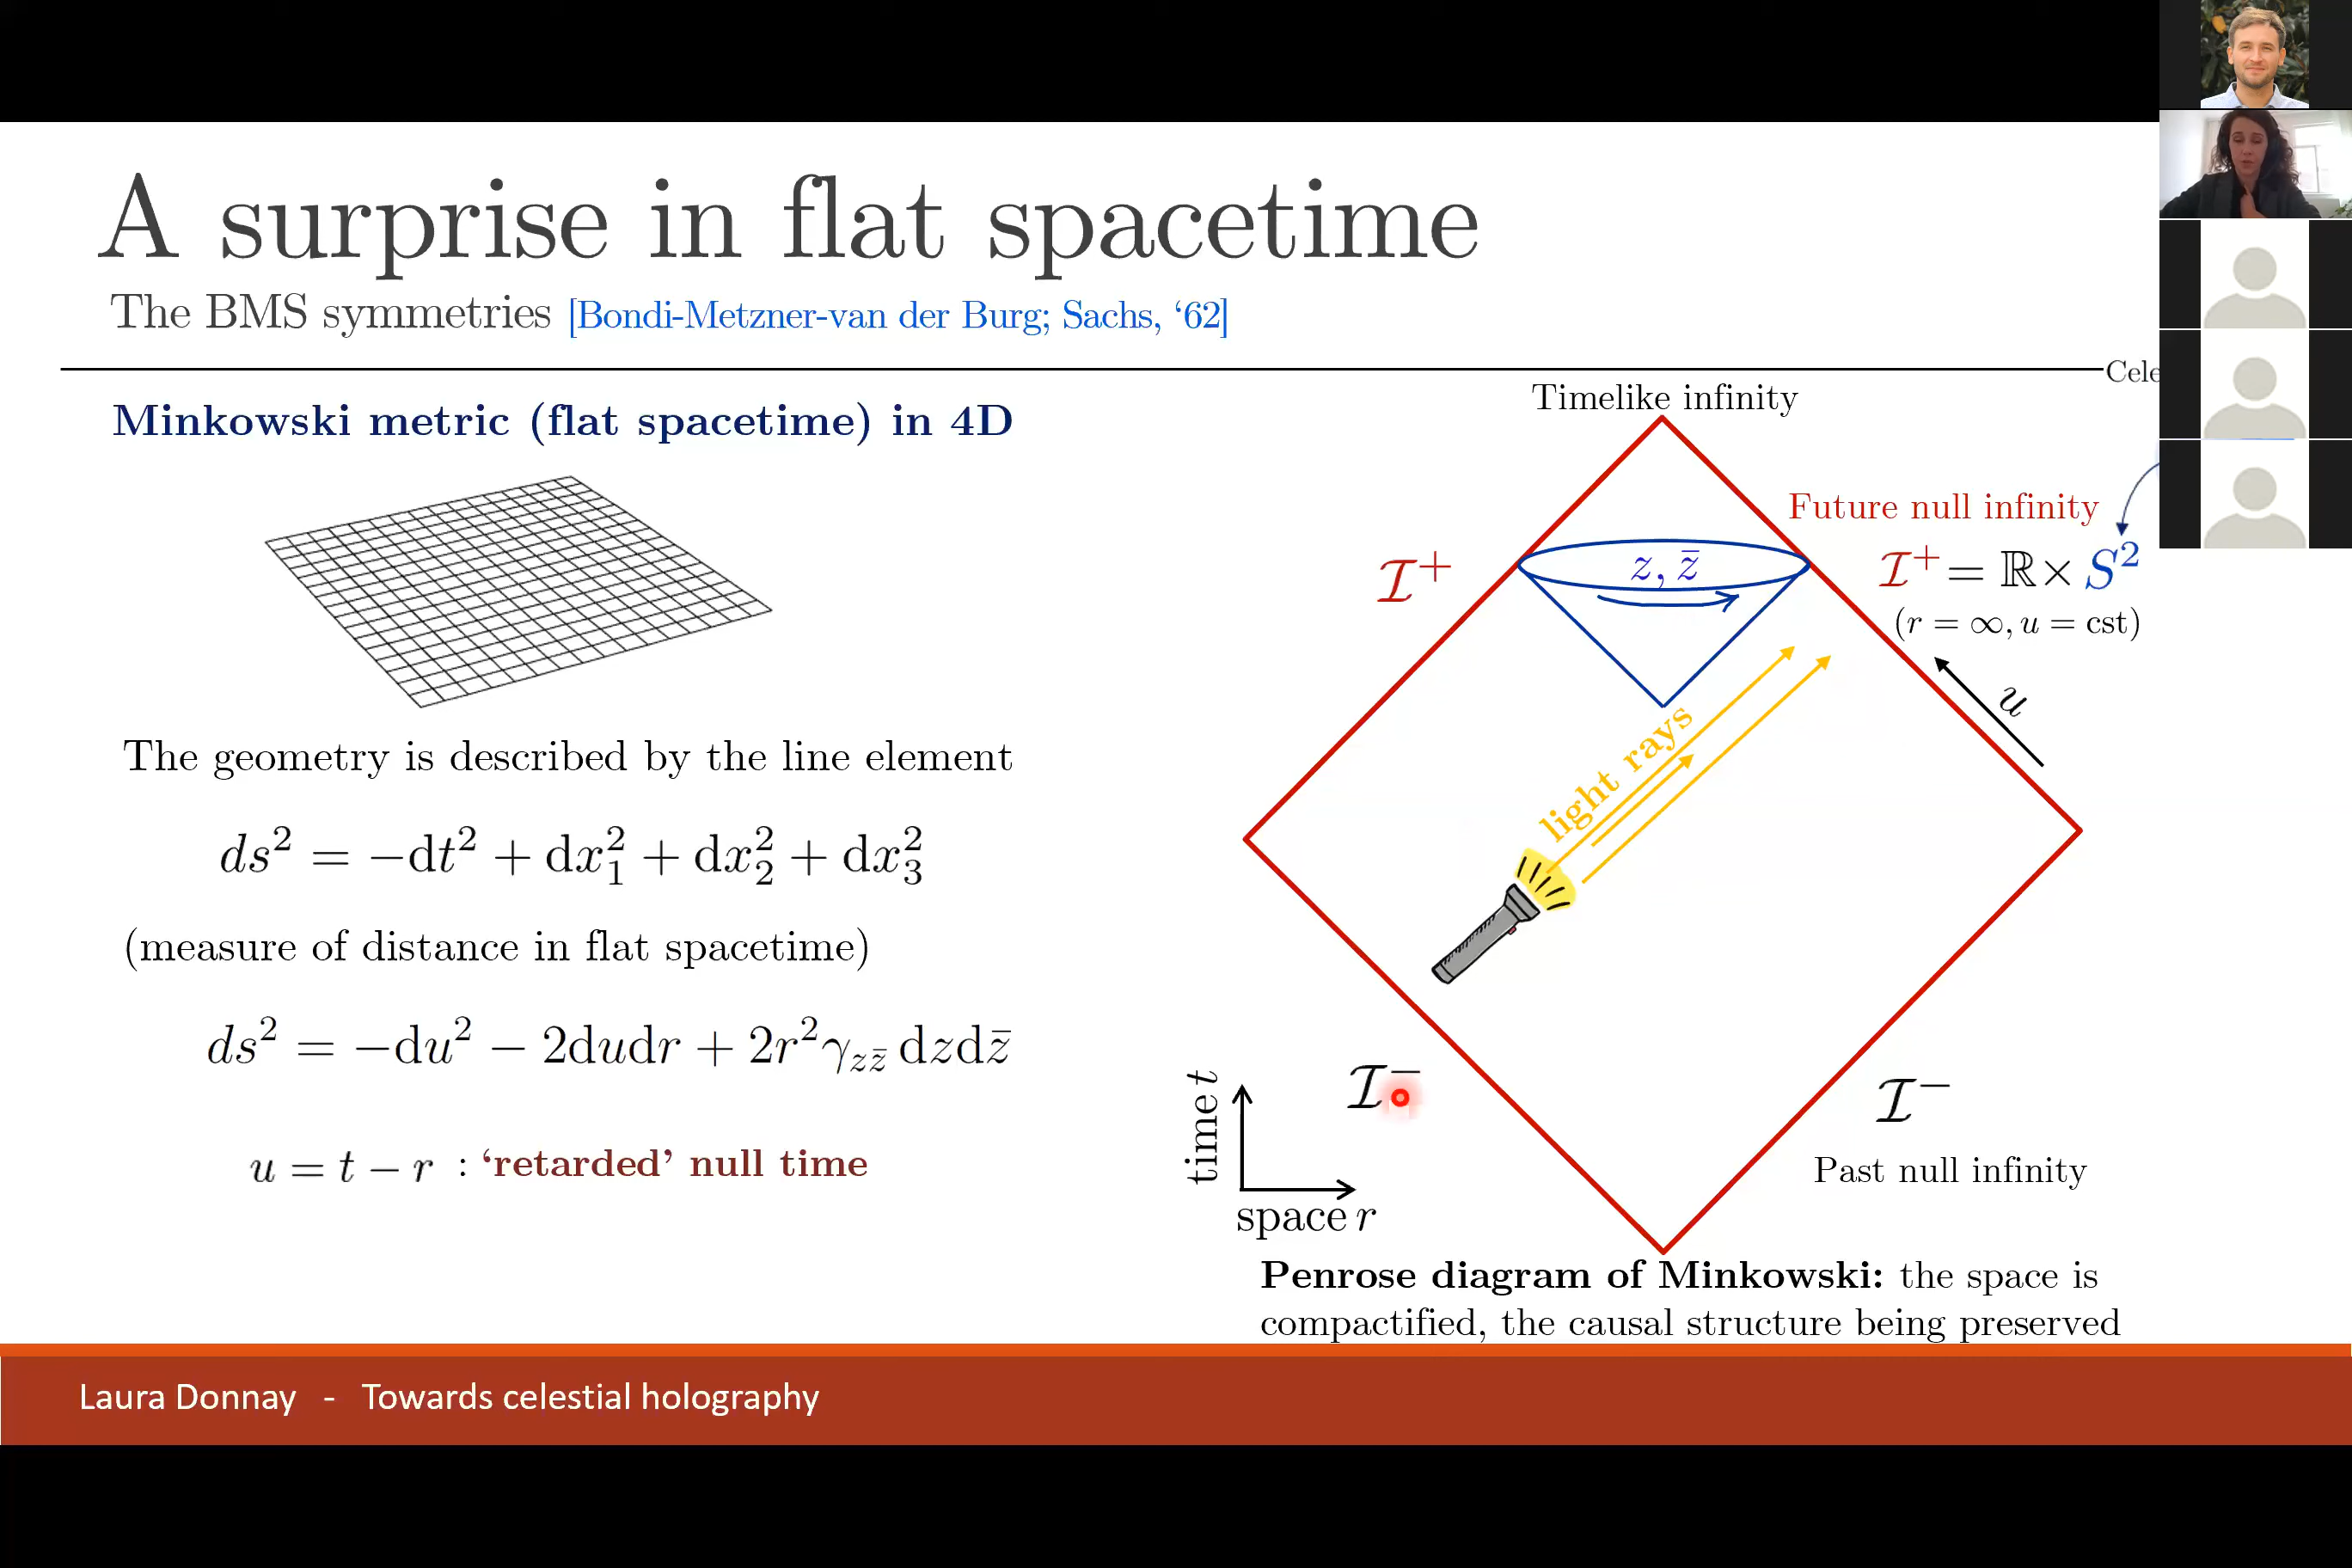 A surprise in flat spacetime
The BMS symmetries [Bondi-Metzner-van der Burg; Sachs, ‘62]
Cele
Minkowski metric (flat spacetime) in 4D
The geometry is described by the line element
ds² = −dt² + dx₁² + dx₂² + dx₃²
(measure of distance in flat spacetime)
ds² = −du² − 2dudr + 2r²γ_{zz̄} dzdz̄
u = t − r : ‘retarded’ null time
Timelike infinity
Future null infinity
ℐ⁺
z, z̄
ℐ⁺ = ℝ × S²
(r = ∞, u = cst)
u
light rays
time t
space r
ℐ⁻
ℐ⁻
Past null infinity
Penrose diagram of Minkowski: the space is
compactified, the causal structure being preserved
Laura Donnay - Towards celestial holography